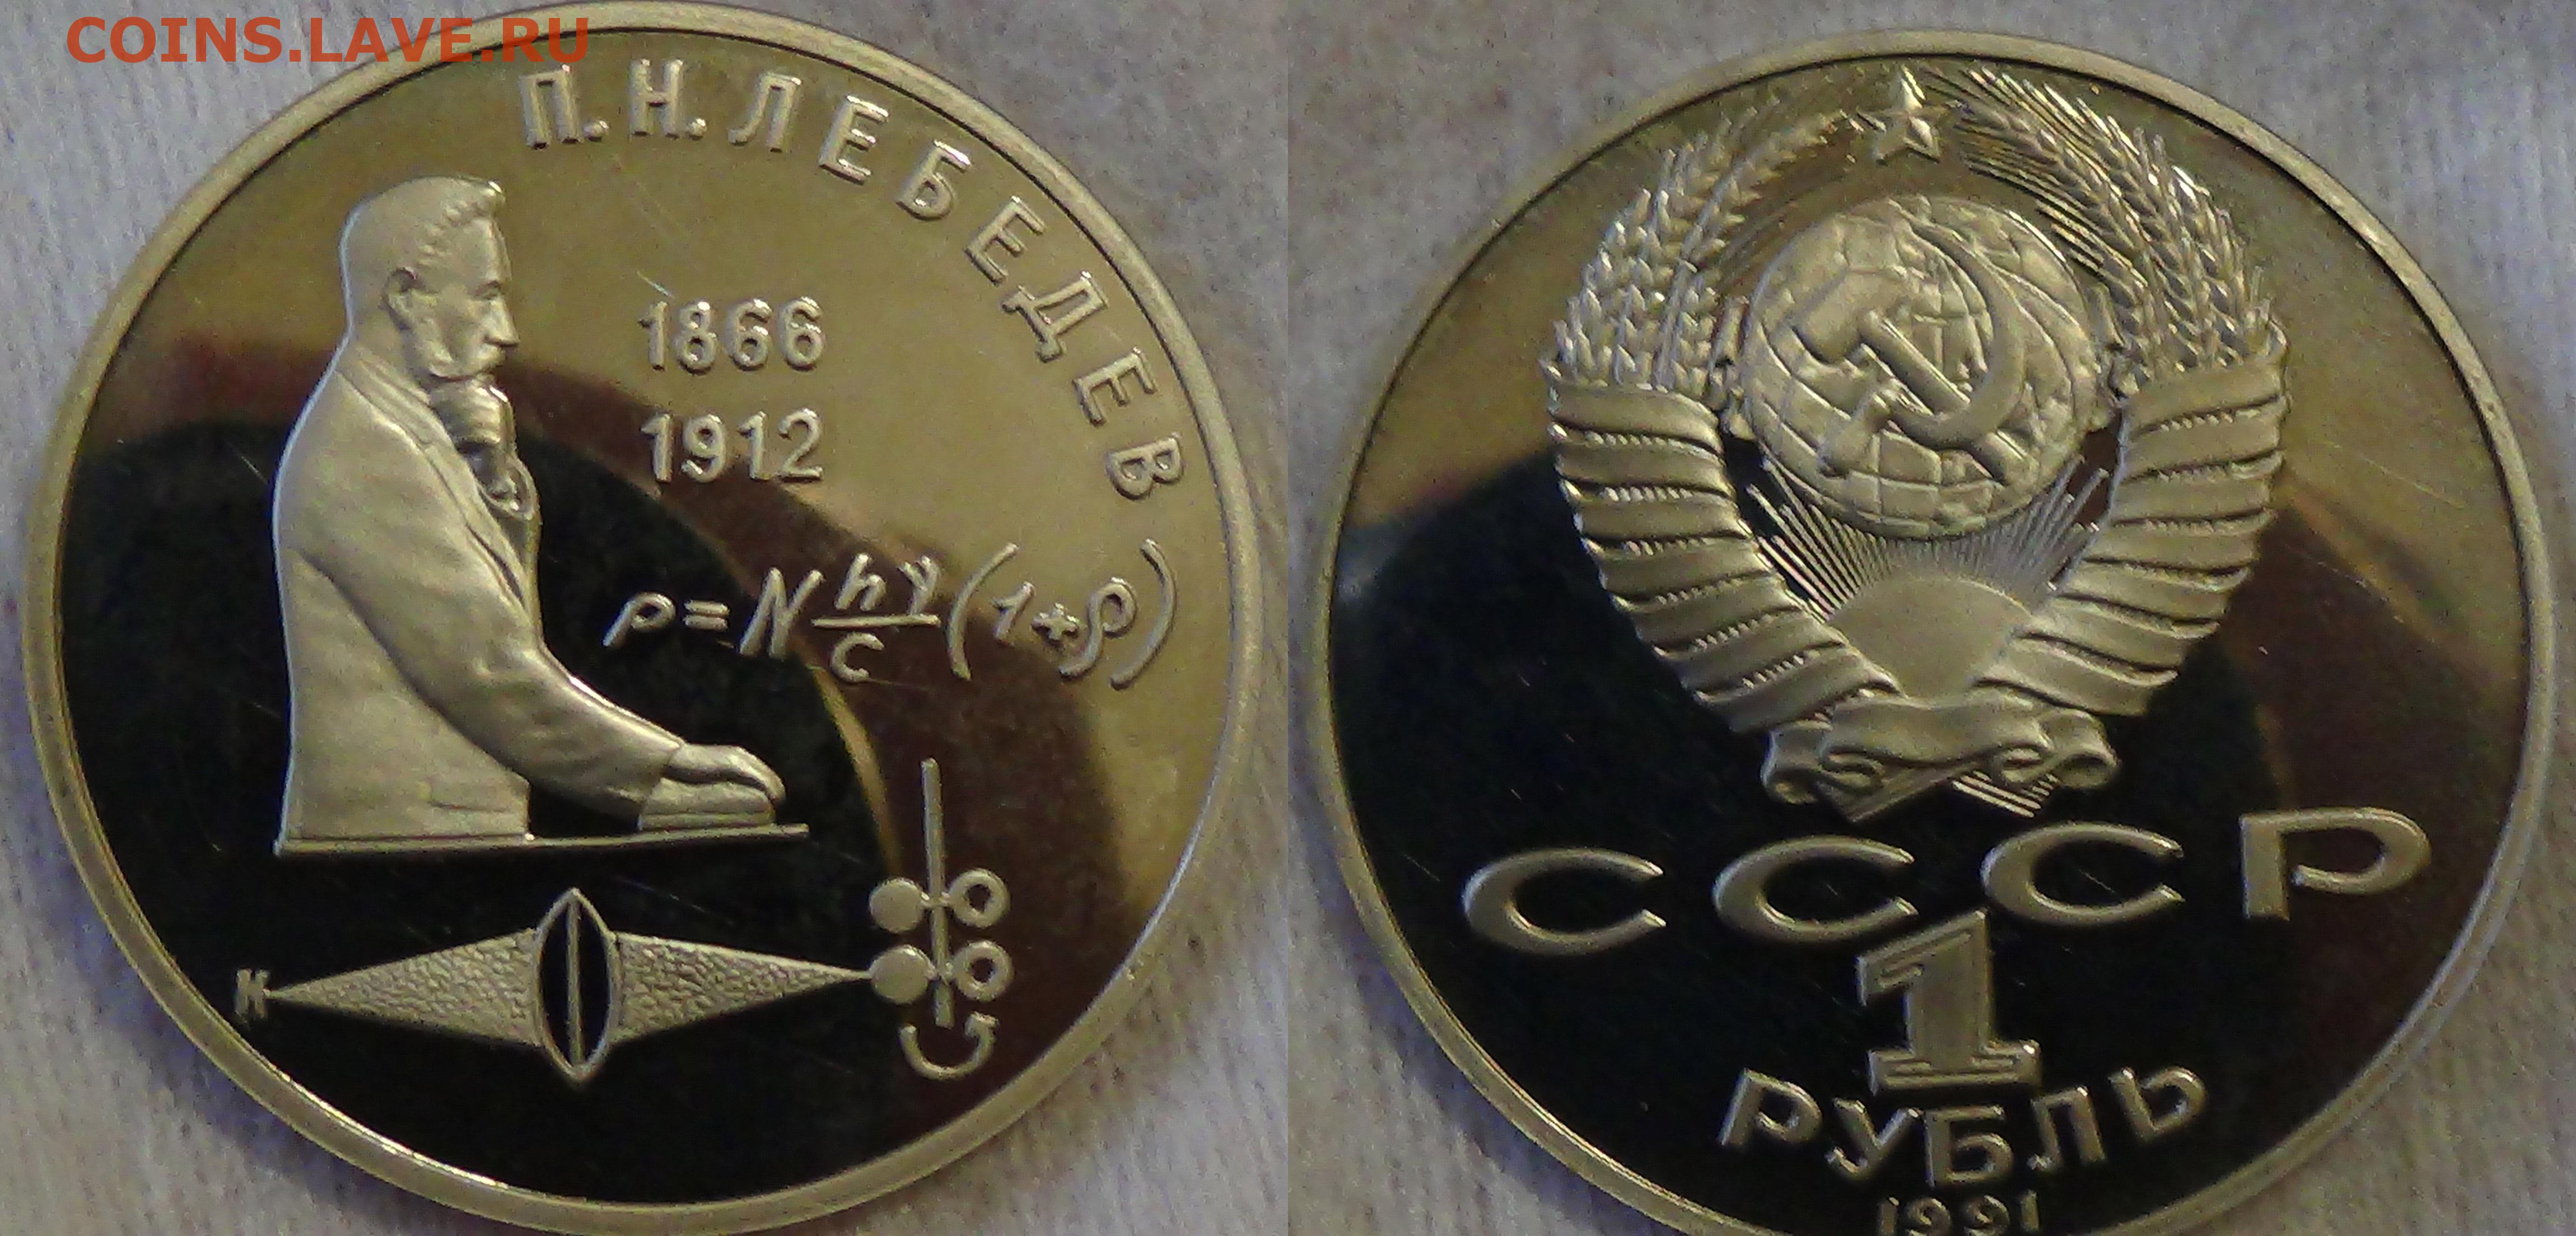 COINS.LAVE.RU
П.Н.ЛЕБЕДЕВ
1866
1912
p=N hν/c (1+ρ)
И
СССР
1
РУБЛЬ
1991